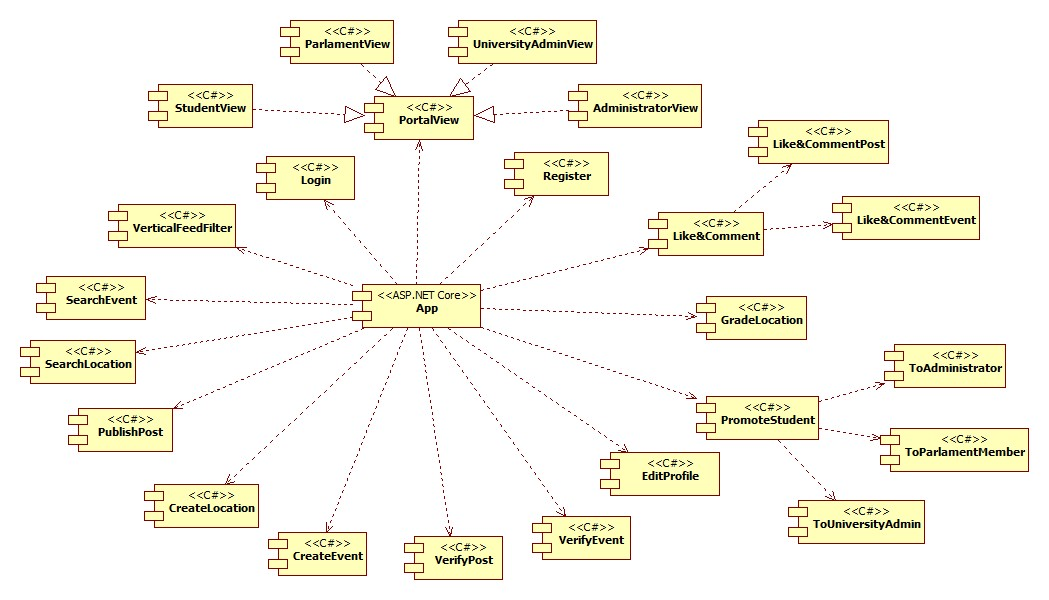 <<C#>>
ParlamentView
<<C#>>
UniversityAdminView
<<C#>>
StudentView
<<C#>>
PortalView
<<C#>>
AdministratorView
<<C#>>
Like&CommentPost
<<C#>>
Login
<<C#>>
Register
<<C#>>
VerticalFeedFilter
<<C#>>
Like&Comment
<<C#>>
Like&CommentEvent
<<C#>>
SearchEvent
<<ASP.NET Core>>
App
<<C#>>
GradeLocation
<<C#>>
SearchLocation
<<C#>>
ToAdministrator
<<C#>>
PublishPost
<<C#>>
PromoteStudent
<<C#>>
ToParlamentMember
<<C#>>
EditProfile
<<C#>>
CreateLocation
<<C#>>
ToUniversityAdmin
<<C#>>
CreateEvent
<<C#>>
VerifyPost
<<C#>>
VerifyEvent